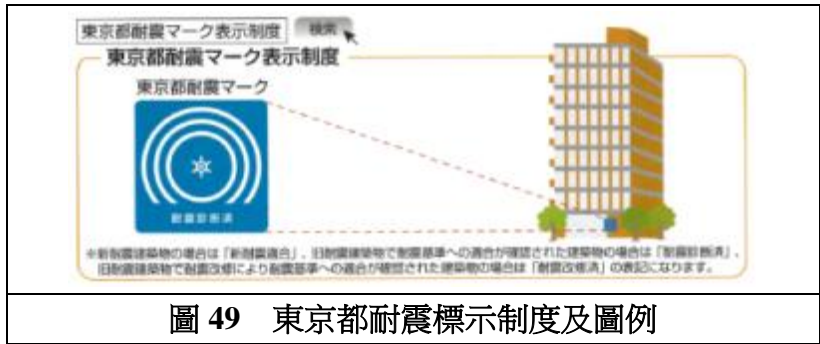 東京都耐震マーク表示制度 検索
東京都耐震マーク表示制度
東京都耐震マーク
耐震診断済
※新耐震建築物の場合は「新耐震適合」、旧耐震建築物で耐震基準への適合が確認された建築物の場合は「耐震診断済」、
旧耐震建築物で耐震改修により耐震基準への適合が確認された建築物の場合は「耐震改修済」の表記になります。
圖 49 東京都耐震標示制度及圖例